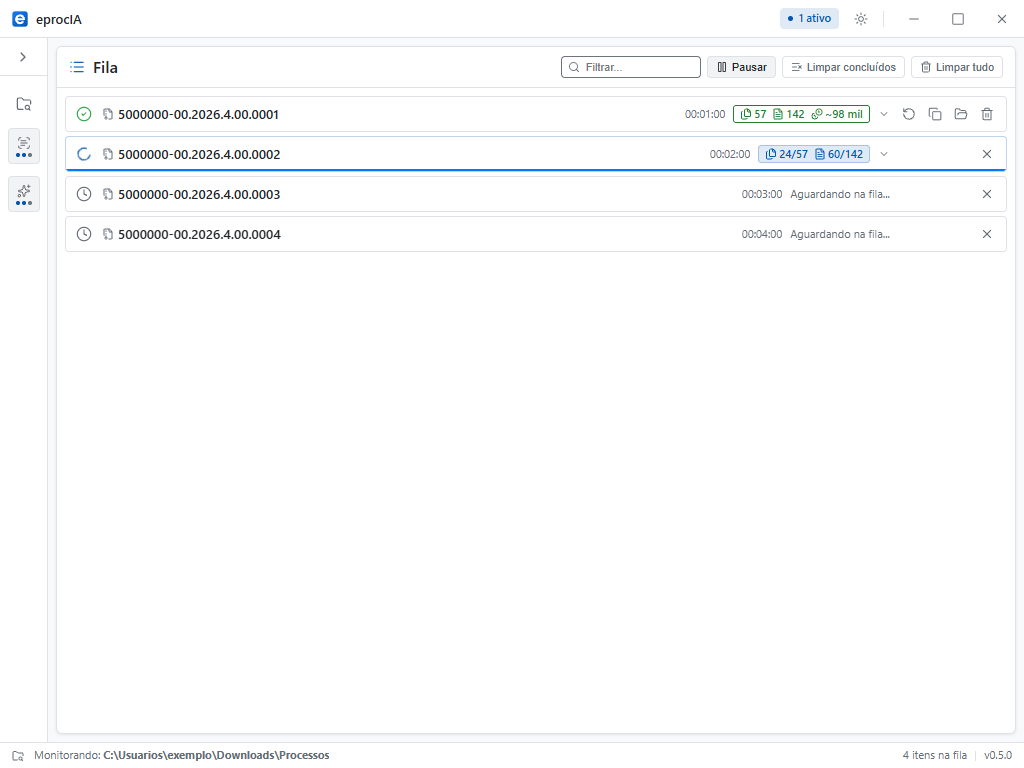 eprocIA
1 ativo
Fila
Filtrar...
Pausar
Limpar concluídos
Limpar tudo
5000000-00.2026.4.00.0001 00:01:00 57 142 ~98 mil
5000000-00.2026.4.00.0002 00:02:00 24/57 60/142
5000000-00.2026.4.00.0003 00:03:00 Aguardando na fila...
5000000-00.2026.4.00.0004 00:04:00 Aguardando na fila...
Monitorando: C:\Usuarios\exemplo\Downloads\Processos
4 itens na fila
v0.5.0